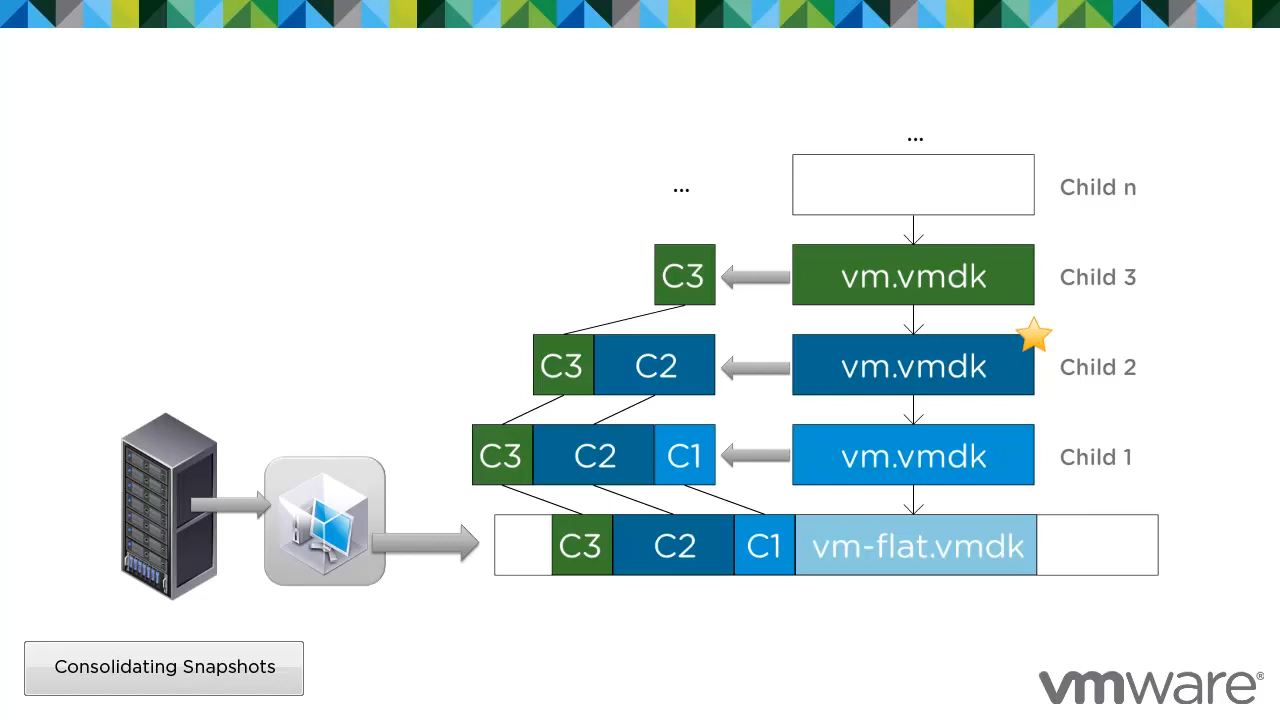 ...
... Child n
C3 vm.vmdk Child 3
C3 C2 vm.vmdk Child 2
C3 C2 C1 vm.vmdk Child 1
C3 C2 C1 vm-flat.vmdk
Consolidating Snapshots
vmware®